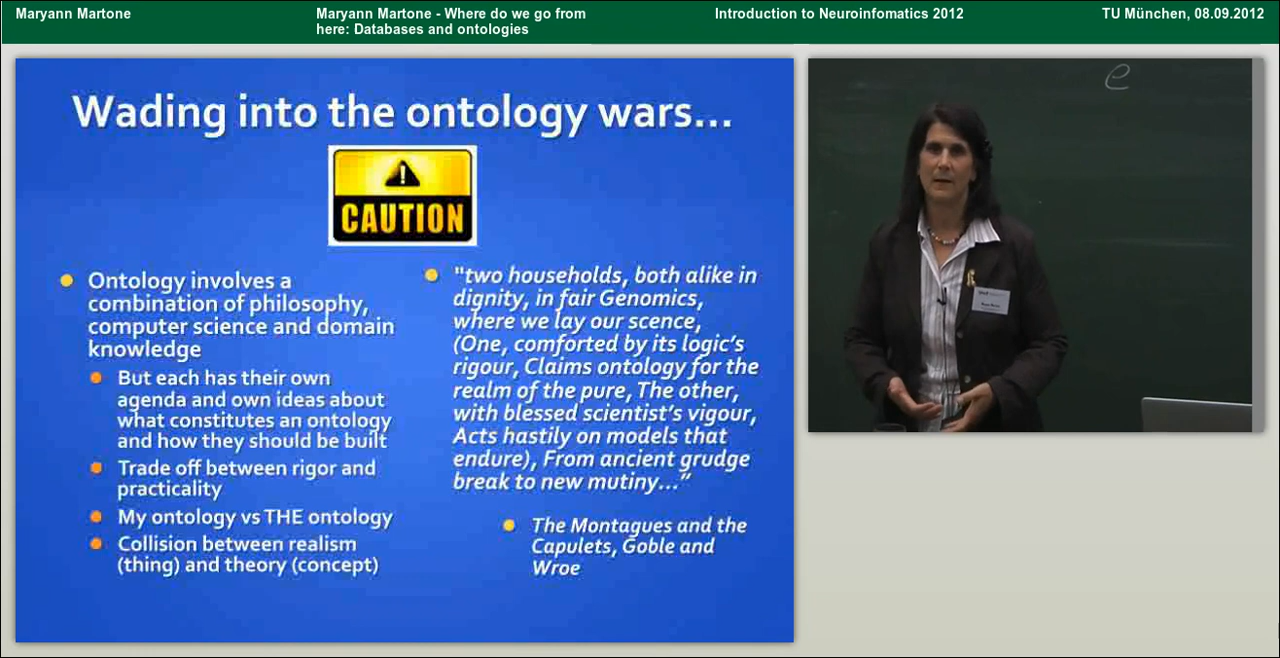 Maryann Martone
Maryann Martone - Where do we go from
here: Databases and ontologies
Introduction to Neuroinfomatics 2012
TU München, 08.09.2012
Wading into the ontology wars...
CAUTION
Ontology involves a
combination of philosophy,
computer science and domain
knowledge
But each has their own
agenda and own ideas about
what constitutes an ontology
and how they should be built
Trade off between rigor and
practicality
My ontology vs THE ontology
Collision between realism
(thing) and theory (concept)
"two households, both alike in
dignity, in fair Genomics,
where we lay our scence,
(One, comforted by its logic's
rigour, Claims ontology for the
realm of the pure, The other,
with blessed scientist's vigour,
Acts hastily on models that
endure), From ancient grudge
break to new mutiny..."
The Montagues and the
Capulets, Goble and
Wroe
e